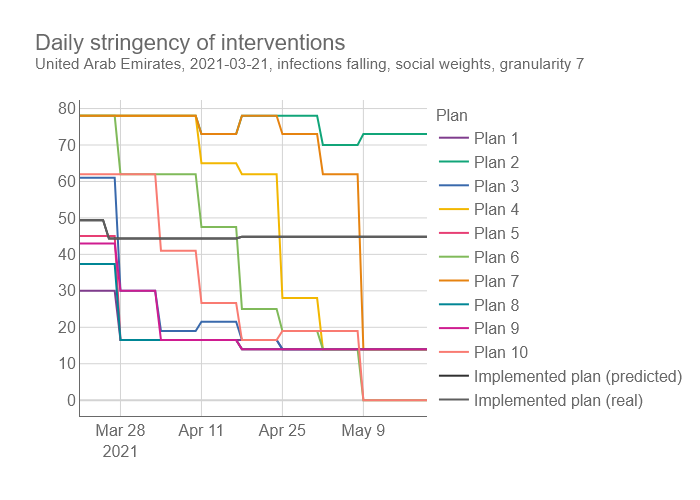 Daily stringency of interventions
United Arab Emirates, 2021-03-21, infections falling, social weights, granularity 7
80
70
60
50
40
30
20
10
0
Mar 28
2021
Apr 11
Apr 25
May 9
Plan
Plan 1
Plan 2
Plan 3
Plan 4
Plan 5
Plan 6
Plan 7
Plan 8
Plan 9
Plan 10
Implemented plan (predicted)
Implemented plan (real)